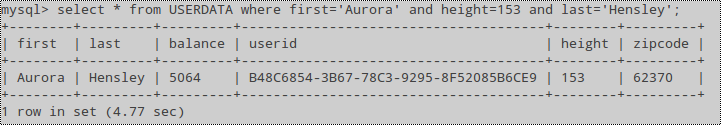 mysql> select * from USERDATA where first='Aurora' and height=153 and last='Hensley';
+--------+---------+---------+--------------------------------------+--------+---------+
| first | last | balance | userid | height | zipcode |
+--------+---------+---------+--------------------------------------+--------+---------+
| Aurora | Hensley | 5064 | B48C6854-3B67-78C3-9295-8F52085B6CE9 | 153 | 62370 |
+--------+---------+---------+--------------------------------------+--------+---------+
1 row in set (4.77 sec)